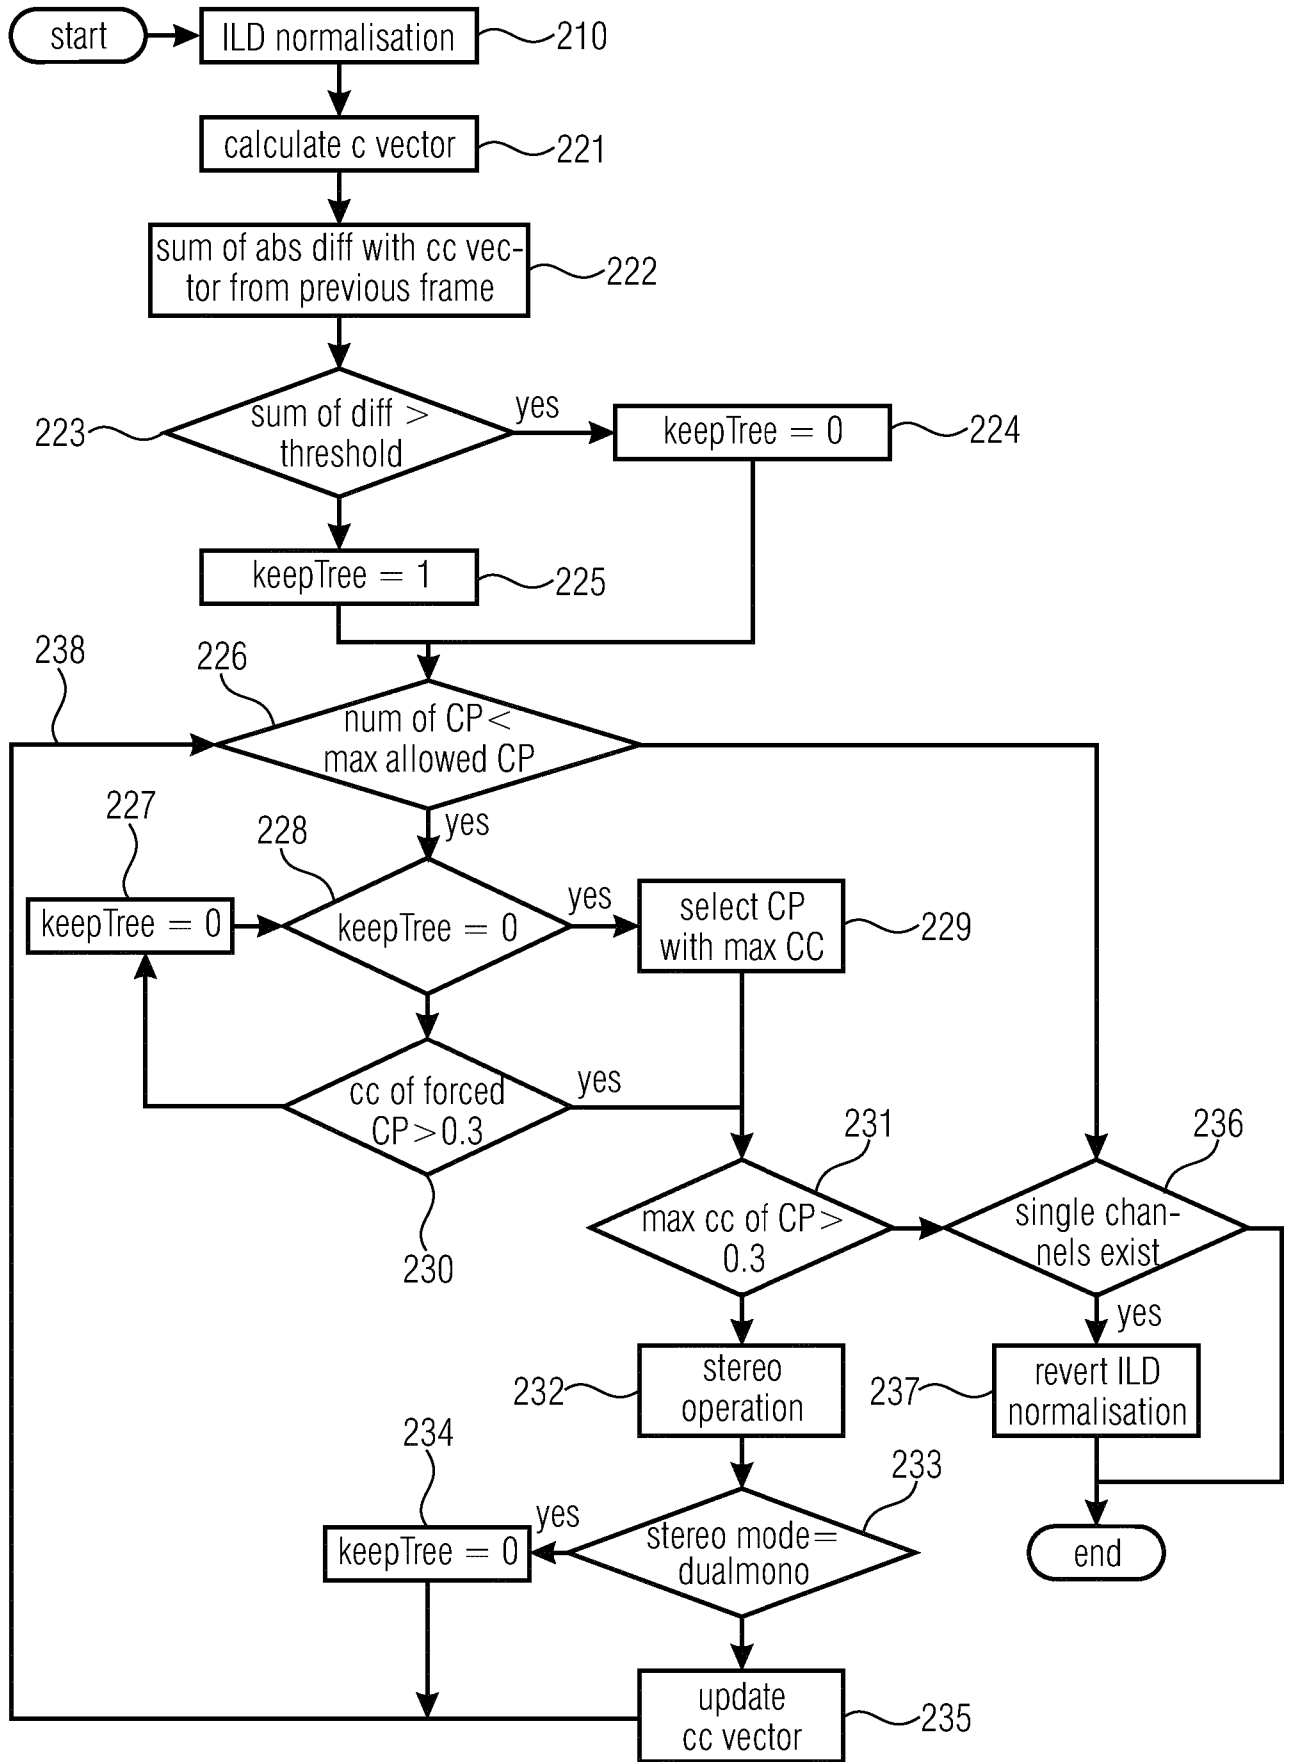 start
ILD normalisation
210
calculate c vector
221
sum of abs diff with cc vec-
tor from previous frame
222
223
sum of diff >
threshold
yes
keepTree = 0
224
keepTree = 1
225
238
226
num of CP <
max allowed CP
yes
227
228
keepTree = 0
keepTree = 0
yes
select CP
with max CC
229
cc of forced
CP > 0.3
yes
230
231
max cc of CP >
0.3
236
single chan-
nels exist
yes
232
stereo
operation
237
revert ILD
normalisation
234
keepTree = 0
yes
233
stereo mode =
dualmono
end
update
cc vector
235